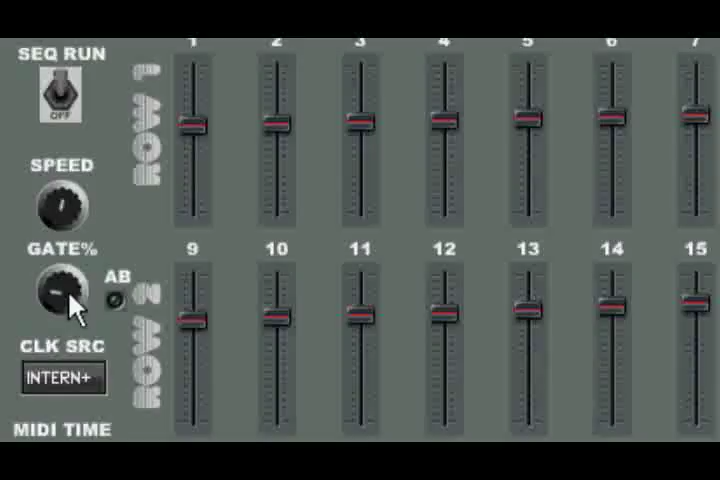 SEQ RUN
OFF
1 2 3 4 5 6 7
ROW 1
SPEED
GATE%
AB
9 10 11 12 13 14 15
ROW 2
CLK SRC
INTERN+
MIDI TIME